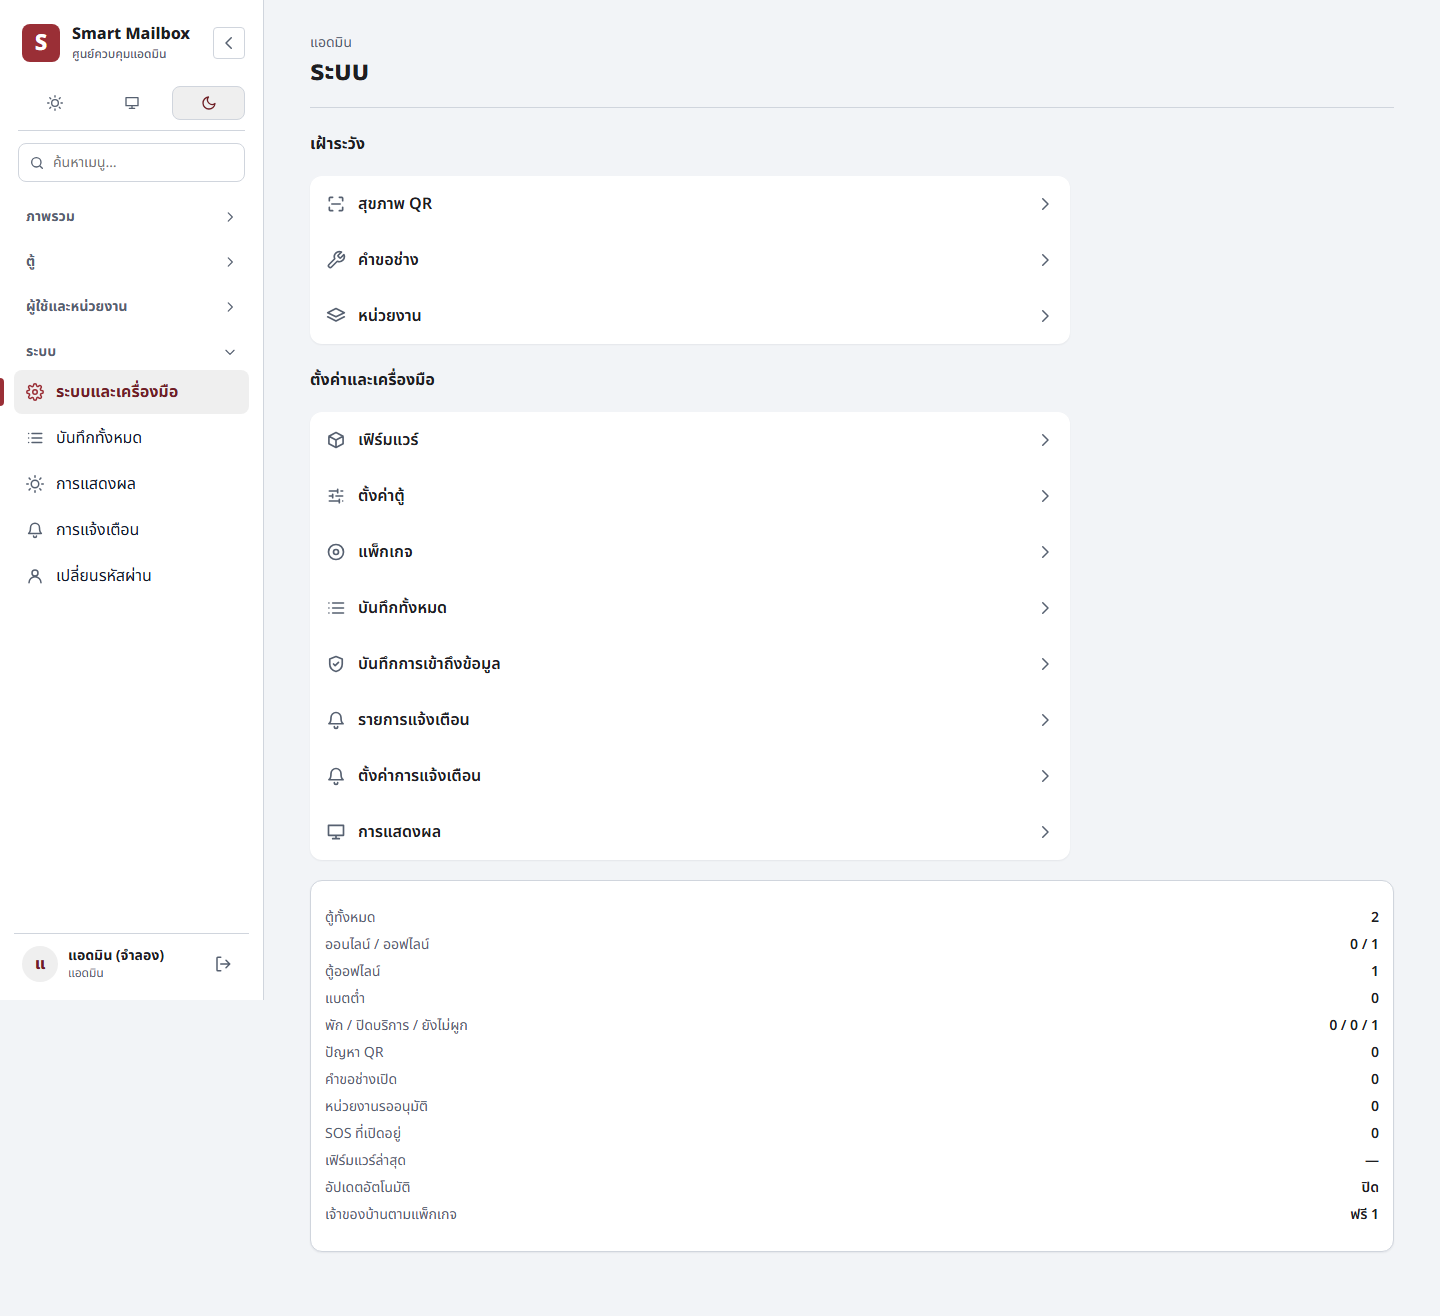 S
Smart Mailbox
ศูนย์ควบคุมแอดมิน
ค้นหาเมนู...
ภาพรวม
ตู้
ผู้ใช้และหน่วยงาน
ระบบ
ระบบและเครื่องมือ
บันทึกทั้งหมด
การแสดงผล
การแจ้งเตือน
เปลี่ยนรหัสผ่าน
แ
แอดมิน (จำลอง)
แอดมิน
แอดมิน
ระบบ
เฝ้าระวัง
สุขภาพ QR
คำขอช่าง
หน่วยงาน
ตั้งค่าและเครื่องมือ
เฟิร์มแวร์
ตั้งค่าตู้
แพ็กเกจ
บันทึกทั้งหมด
บันทึกการเข้าถึงข้อมูล
รายการแจ้งเตือน
ตั้งค่าการแจ้งเตือน
การแสดงผล
ตู้ทั้งหมด 2
ออนไลน์ / ออฟไลน์ 0 / 1
ตู้ออฟไลน์ 1
แบตต่ำ 0
พัก / ปิดบริการ / ยังไม่ผูก 0 / 0 / 1
ปัญหา QR 0
คำขอช่างเปิด 0
หน่วยงานรออนุมัติ 0
SOS ที่เปิดอยู่ 0
เฟิร์มแวร์ล่าสุด —
อัปเดตอัตโนมัติ ปิด
เจ้าของบ้านตามแพ็กเกจ ฟรี 1